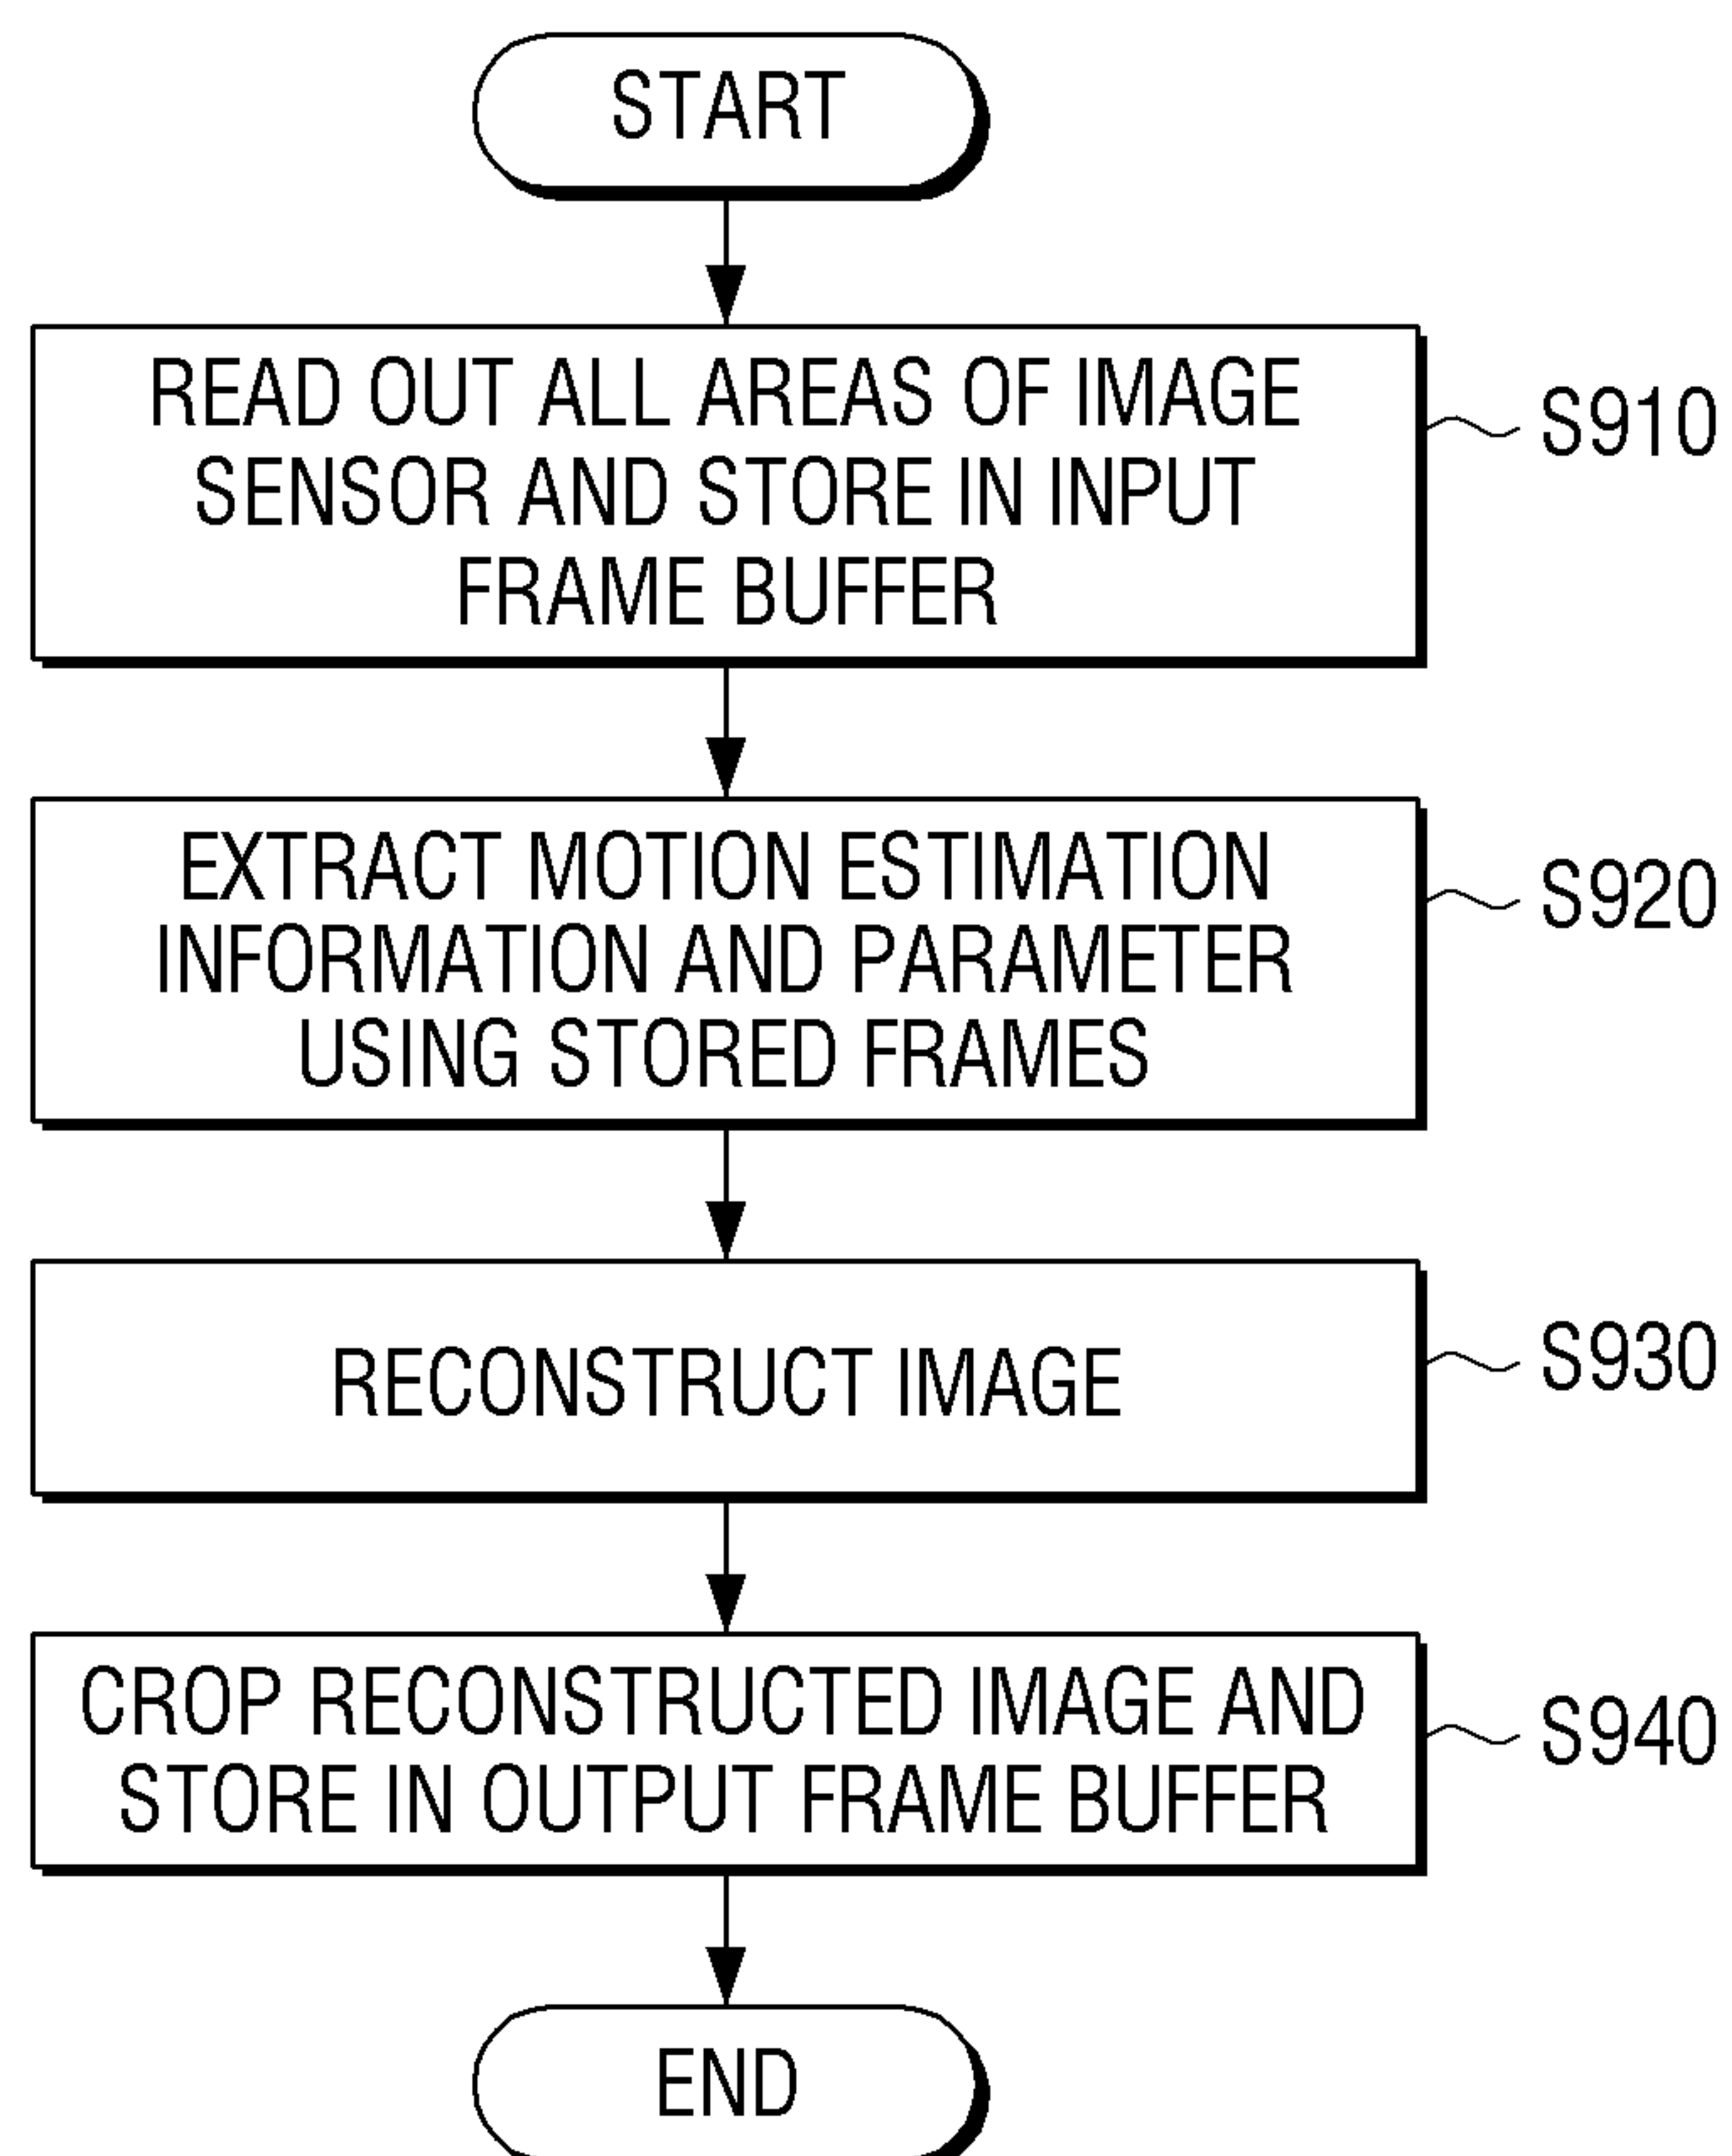 START
READ OUT ALL AREAS OF IMAGE
SENSOR AND STORE IN INPUT
FRAME BUFFER
S910
EXTRACT MOTION ESTIMATION
INFORMATION AND PARAMETER
USING STORED FRAMES
S920
RECONSTRUCT IMAGE
S930
CROP RECONSTRUCTED IMAGE AND
STORE IN OUTPUT FRAME BUFFER
S940
END